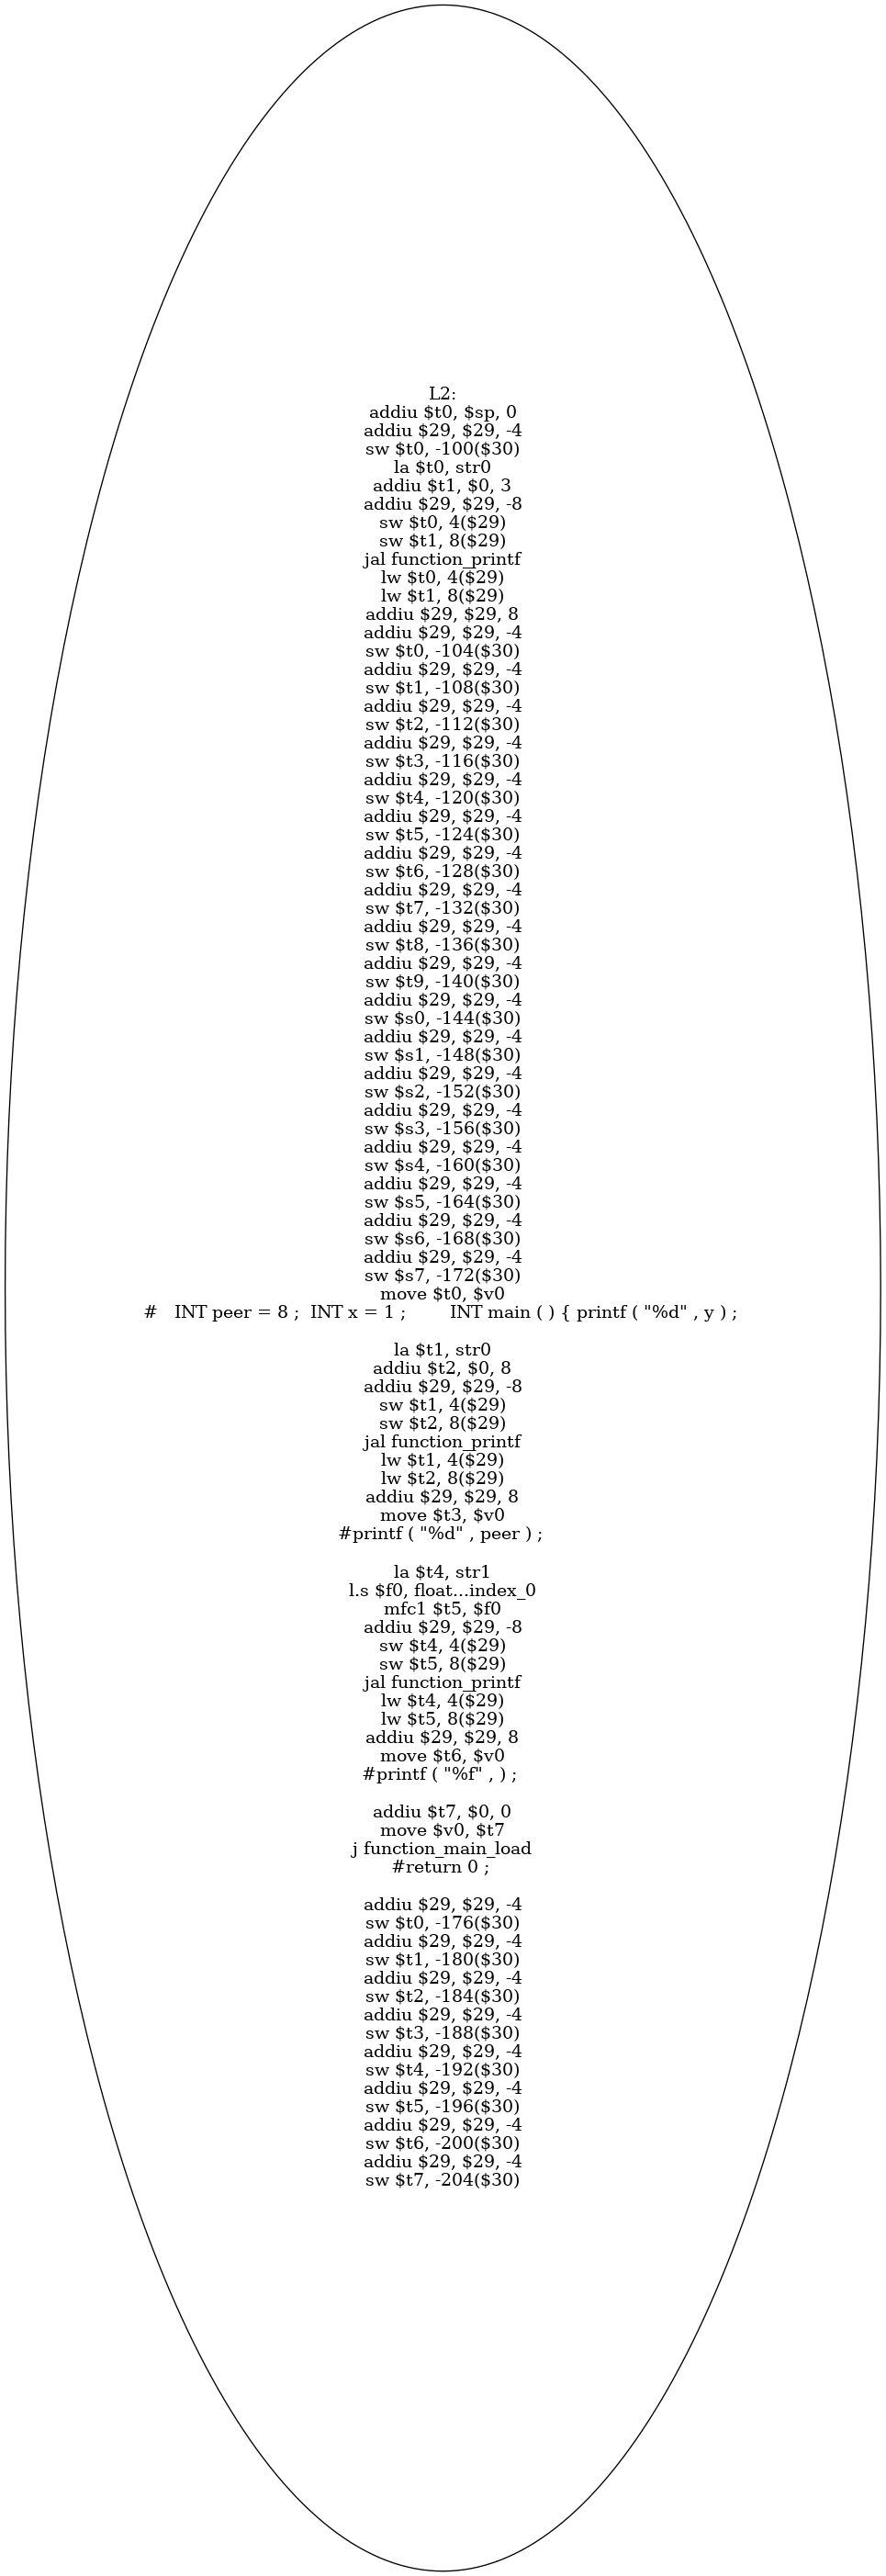 L2:
addiu $t0, $sp, 0
addiu $29, $29, -4
sw $t0, -100($30)
la $t0, str0
addiu $t1, $0, 3
addiu $29, $29, -8
sw $t0, 4($29)
sw $t1, 8($29)
jal function_printf
lw $t0, 4($29)
lw $t1, 8($29)
addiu $29, $29, 8
addiu $29, $29, -4
sw $t0, -104($30)
addiu $29, $29, -4
sw $t1, -108($30)
addiu $29, $29, -4
sw $t2, -112($30)
addiu $29, $29, -4
sw $t3, -116($30)
addiu $29, $29, -4
sw $t4, -120($30)
addiu $29, $29, -4
sw $t5, -124($30)
addiu $29, $29, -4
sw $t6, -128($30)
addiu $29, $29, -4
sw $t7, -132($30)
addiu $29, $29, -4
sw $t8, -136($30)
addiu $29, $29, -4
sw $t9, -140($30)
addiu $29, $29, -4
sw $s0, -144($30)
addiu $29, $29, -4
sw $s1, -148($30)
addiu $29, $29, -4
sw $s2, -152($30)
addiu $29, $29, -4
sw $s3, -156($30)
addiu $29, $29, -4
sw $s4, -160($30)
addiu $29, $29, -4
sw $s5, -164($30)
addiu $29, $29, -4
sw $s6, -168($30)
addiu $29, $29, -4
sw $s7, -172($30)
move $t0, $v0
#   INT peer = 8 ;  INT x = 1 ;        INT main ( ) { printf ( "%d" , y ) ;
la $t1, str0
addiu $t2, $0, 8
addiu $29, $29, -8
sw $t1, 4($29)
sw $t2, 8($29)
jal function_printf
lw $t1, 4($29)
lw $t2, 8($29)
addiu $29, $29, 8
move $t3, $v0
#printf ( "%d" , peer ) ;
la $t4, str1
l.s $f0, float...index_0
mfc1 $t5, $f0
addiu $29, $29, -8
sw $t4, 4($29)
sw $t5, 8($29)
jal function_printf
lw $t4, 4($29)
lw $t5, 8($29)
addiu $29, $29, 8
move $t6, $v0
#printf ( "%f" , ) ;
addiu $t7, $0, 0
move $v0, $t7
j function_main_load
#return 0 ;
addiu $29, $29, -4
sw $t0, -176($30)
addiu $29, $29, -4
sw $t1, -180($30)
addiu $29, $29, -4
sw $t2, -184($30)
addiu $29, $29, -4
sw $t3, -188($30)
addiu $29, $29, -4
sw $t4, -192($30)
addiu $29, $29, -4
sw $t5, -196($30)
addiu $29, $29, -4
sw $t6, -200($30)
addiu $29, $29, -4
sw $t7, -204($30)